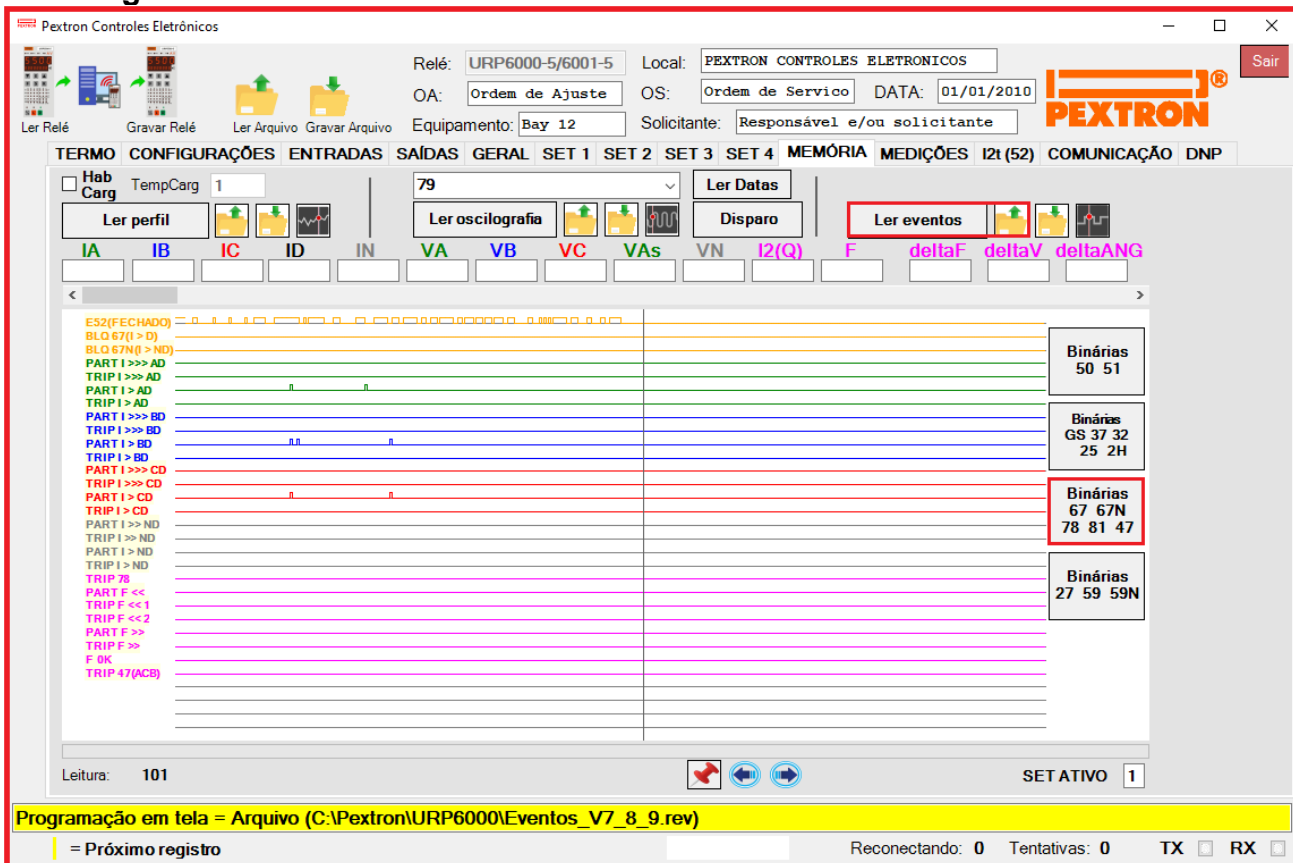 Pextron Controles Eletrônicos
Relé: URP6000-5/6001-5 Local: PEXTRON CONTROLES ELETRONICOS Sair
OA: Ordem de Ajuste OS: Ordem de Servico DATA: 01/01/2010
Ler Relé Gravar Relé Ler Arquivo Gravar Arquivo Equipamento: Bay 12 Solicitante: Responsável e/ou solicitante PEXTRON®
TERMO CONFIGURAÇÕES ENTRADAS SAÍDAS GERAL SET 1 SET 2 SET 3 SET 4 MEMÓRIA MEDIÇÕES I2t (52) COMUNICAÇÃO DNP
Hab Carg TempCarg 1 79 Ler Datas
Ler perfil Ler oscilografia Disparo Ler eventos
IA IB IC ID IN VA VB VC VAs VN I2(Q) F deltaF deltaV deltaANG
< >
E52(FECHADO)
BLQ 67(I > D)
BLQ 67N(I > ND)
PART I >>> AD
TRIP I >>> AD
PART I > AD
TRIP I > AD
PART I >>> BD
TRIP I >>> BD
PART I > BD
TRIP I > BD
PART I >>> CD
TRIP I >>> CD
PART I > CD
TRIP I > CD
PART I >> ND
TRIP I >> ND
PART I > ND
TRIP I > ND
TRIP 78
PART F <<
TRIP F << 1
TRIP F << 2
PART F >>
TRIP F >>
F OK
TRIP 47(ACB)
Binárias
50 51
Binárias
GS 37 32
25 2H
Binárias
67 67N
78 81 47
Binárias
27 59 59N
Leitura: 101 SET ATIVO 1
Programação em tela = Arquivo (C:\Pextron\URP6000\Eventos_V7_8_9.rev)
= Próximo registro Reconectando: 0 Tentativas: 0 TX RX